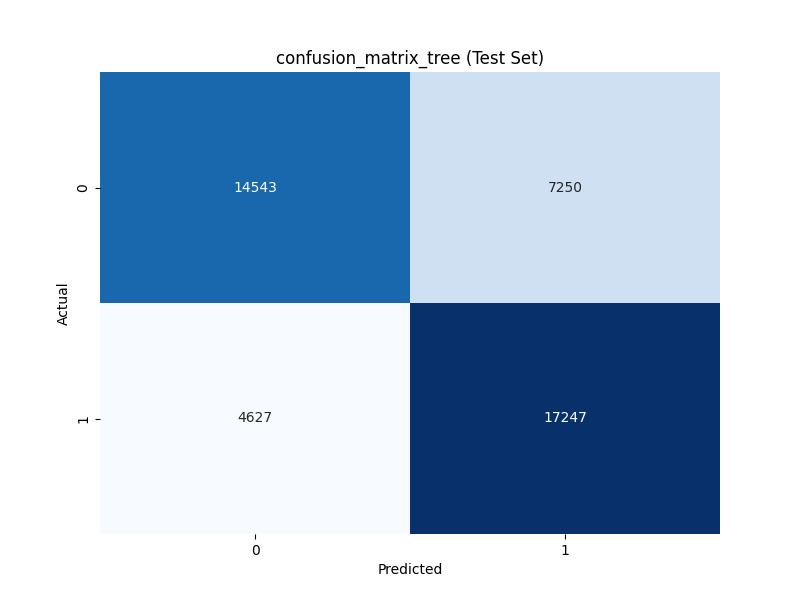 confusion_matrix_tree (Test Set)
0
14543
7250
Actual
1
4627
17247
0
1
Predicted